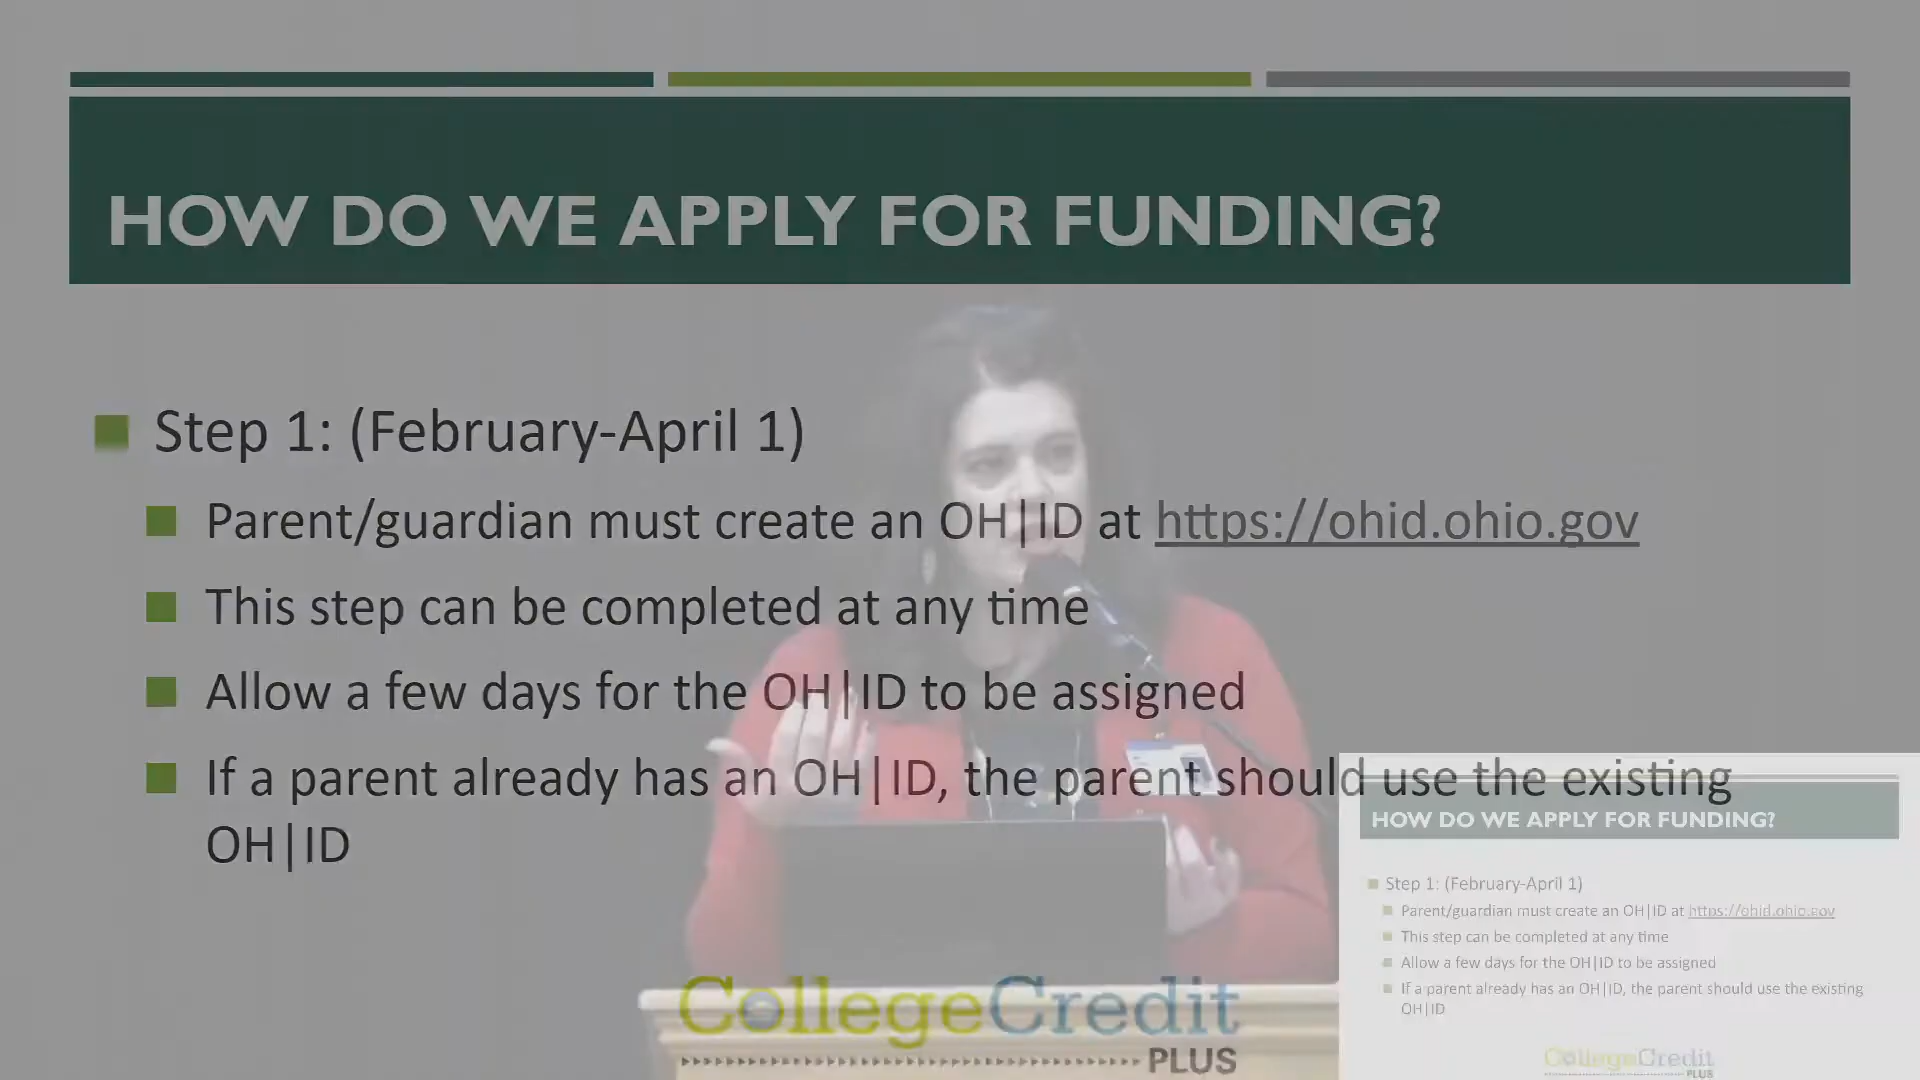 HOW DO WE APPLY FOR FUNDING?
Step 1: (February-April 1)
Parent/guardian must create an OH|ID at https://ohid.ohio.gov
This step can be completed at any time
Allow a few days for the OH|ID to be assigned
If a parent already has an OH|ID, the parent should use the existing
OH|ID
CollegeCredit
PLUS
HOW DO WE APPLY FOR FUNDING?
Step 1: (February-April 1)
Parent/guardian must create an OH|ID at https://ohid.ohio.gov
This step can be completed at any time
Allow a few days for the OH|ID to be assigned
If a parent already has an OH|ID, the parent should use the existing
OH|ID
CollegeCredit
PLUS